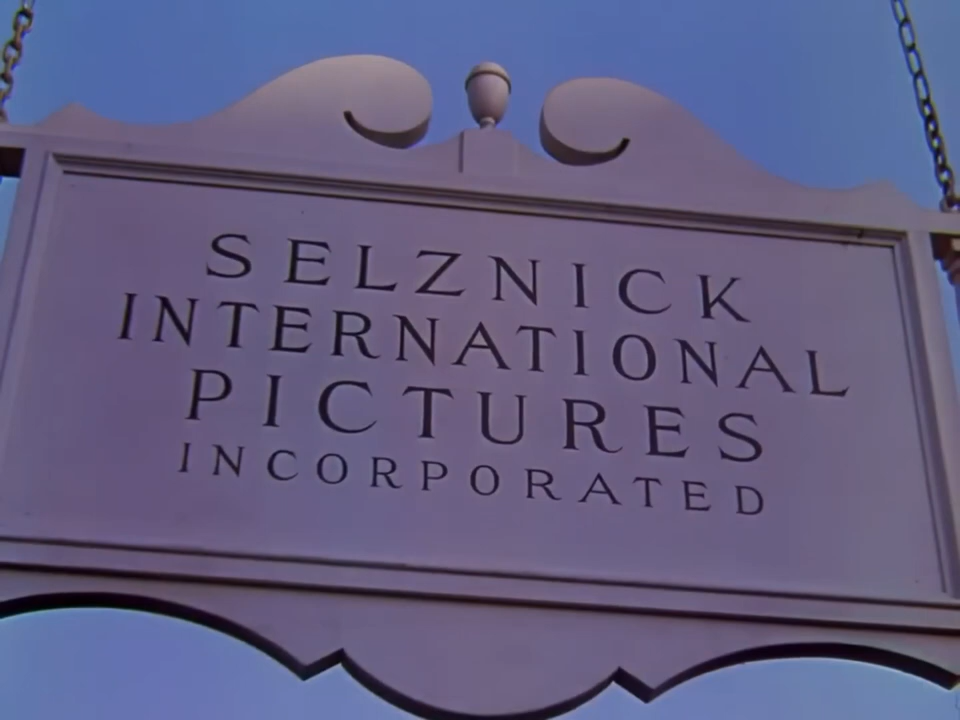 SELZNICK
INTERNATIONAL
PICTURES
INCORPORATED